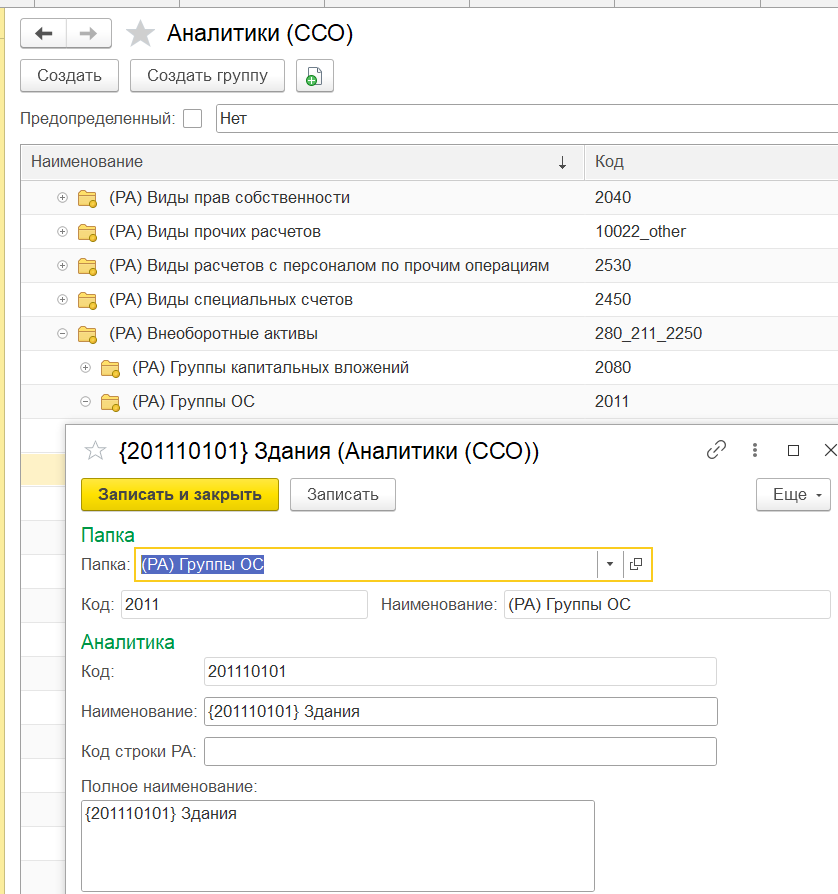 Аналитики (ССО)
Создать
Создать группу
Предопределенный:
Нет
Наименование
Код
(РА) Виды прав собственности
2040
(РА) Виды прочих расчетов
10022_other
(РА) Виды расчетов с персоналом по прочим операциям
2530
(РА) Виды специальных счетов
2450
(РА) Внеоборотные активы
280_211_2250
(РА) Группы капитальных вложений
2080
(РА) Группы ОС
2011
{201110101} Здания (Аналитики (ССО))
Записать и закрыть
Записать
Еще
Папка
Папка: (РА) Группы ОС
Код: 2011
Наименование: (РА) Группы ОС
Аналитика
Код: 201110101
Наименование: {201110101} Здания
Код строки РА:
Полное наименование:
{201110101} Здания